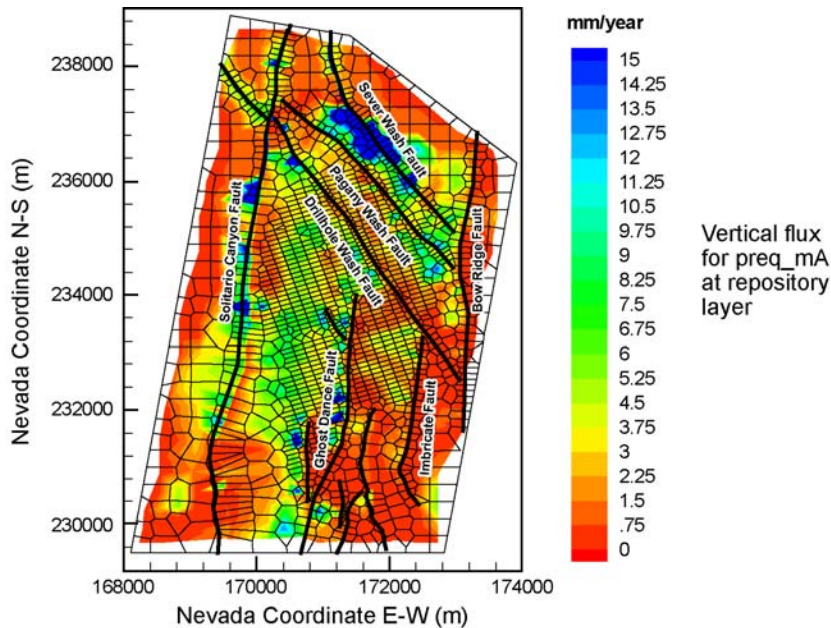 mm/year
238000
236000
234000
232000
230000
Nevada Coordinate N-S (m)
168000
170000
172000
174000
Nevada Coordinate E-W (m)
Solitario Canyon Fault
Sever Wash Fault
Pagany Wash Fault
Drillhole Wash Fault
Bow Ridge Fault
Ghost Dance Fault
Imbricate Fault
15
14.25
13.5
12.75
12
11.25
10.5
9.75
9
8.25
7.5
6.75
6
5.25
4.5
3.75
3
2.25
1.5
.75
0
Vertical flux
for preq_mA
at repository
layer